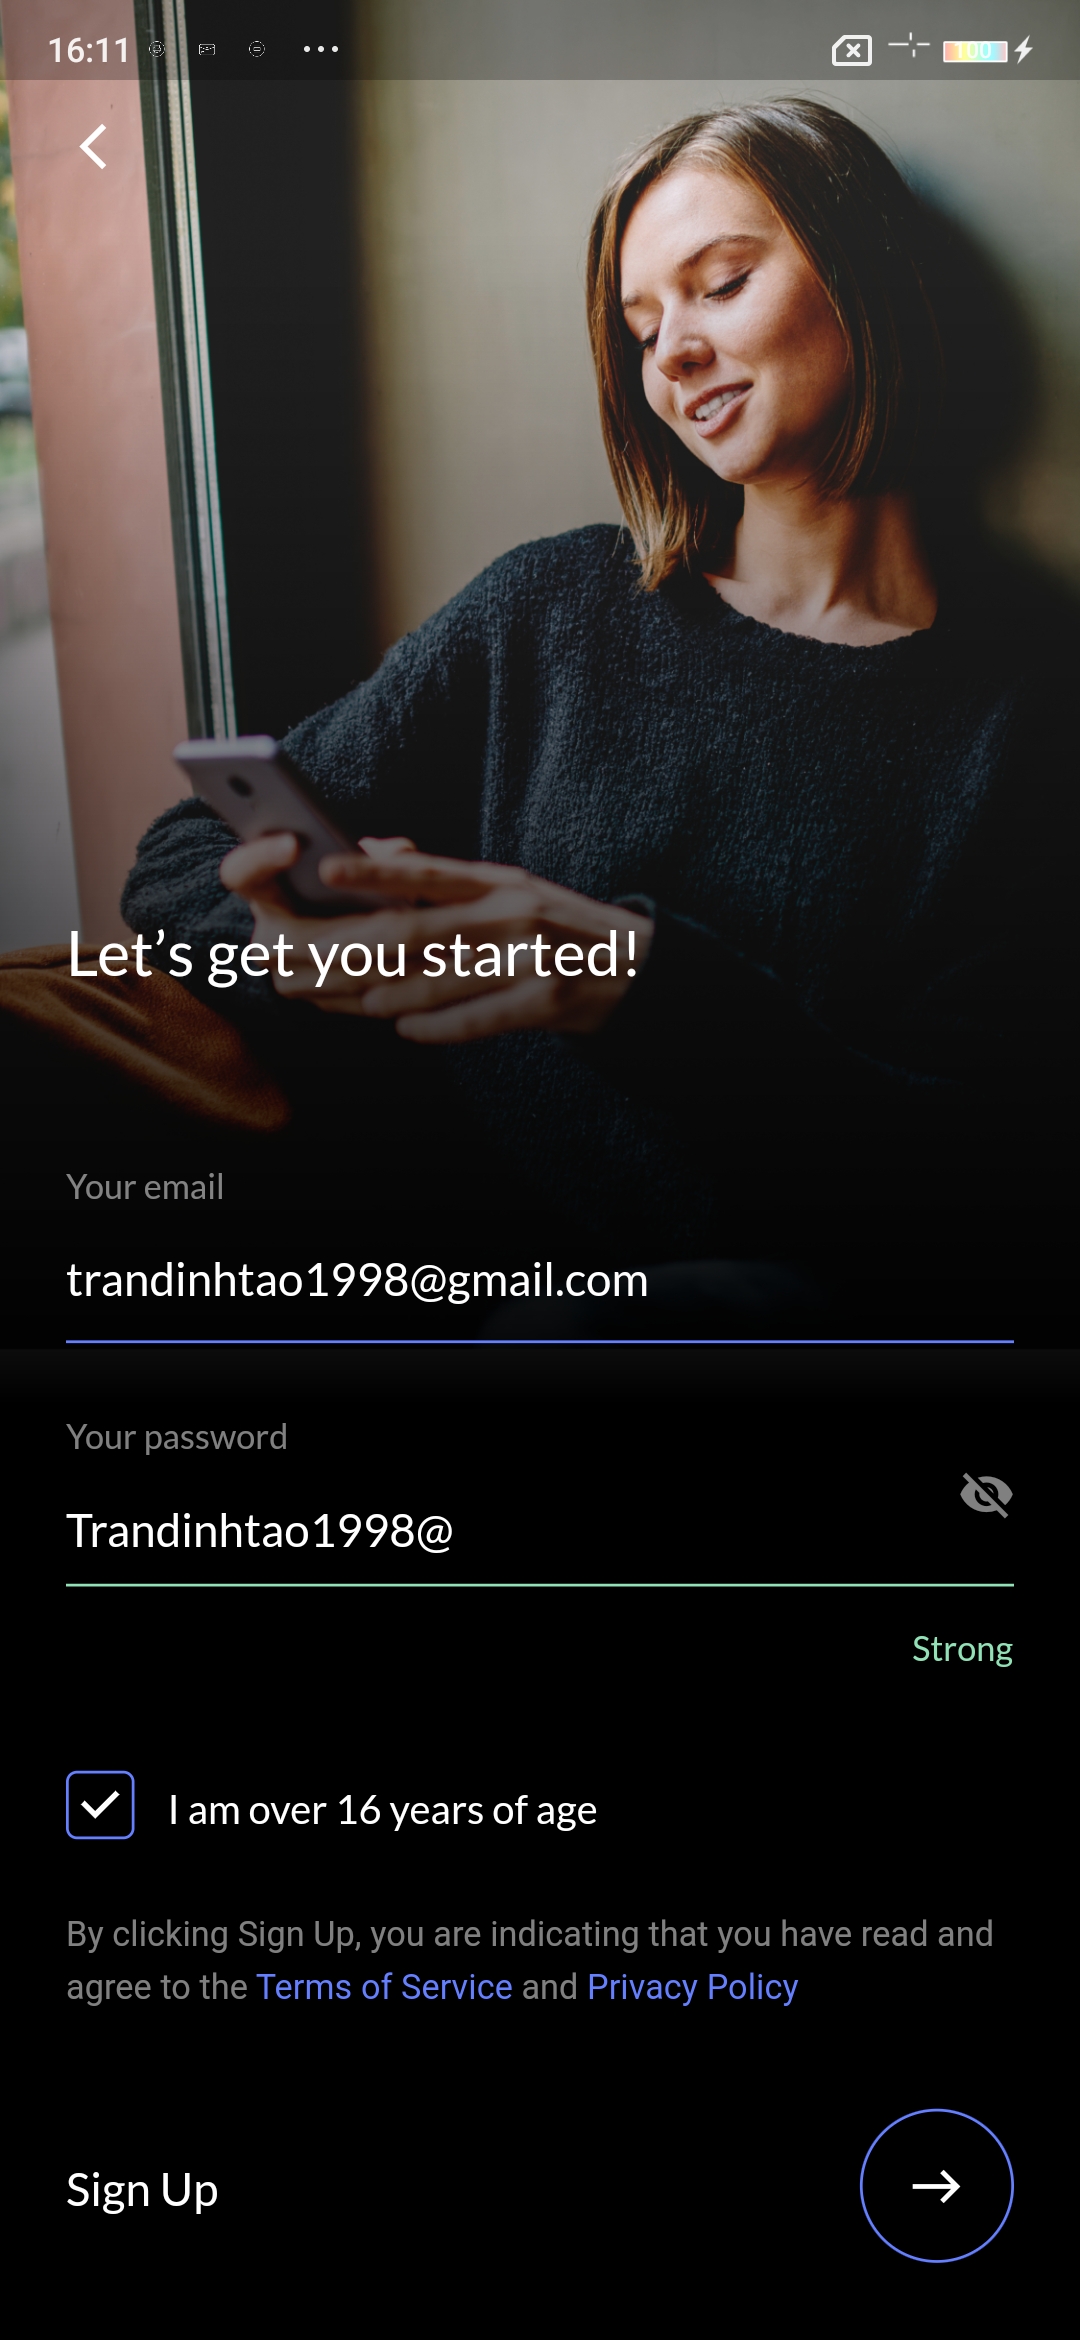 16:11
100
Let’s get you started!
Your email
trandinhtao1998@gmail.com
Your password
Trandinhtao1998@
Strong
I am over 16 years of age
By clicking Sign Up, you are indicating that you have read and
agree to the Terms of Service and Privacy Policy
Sign Up